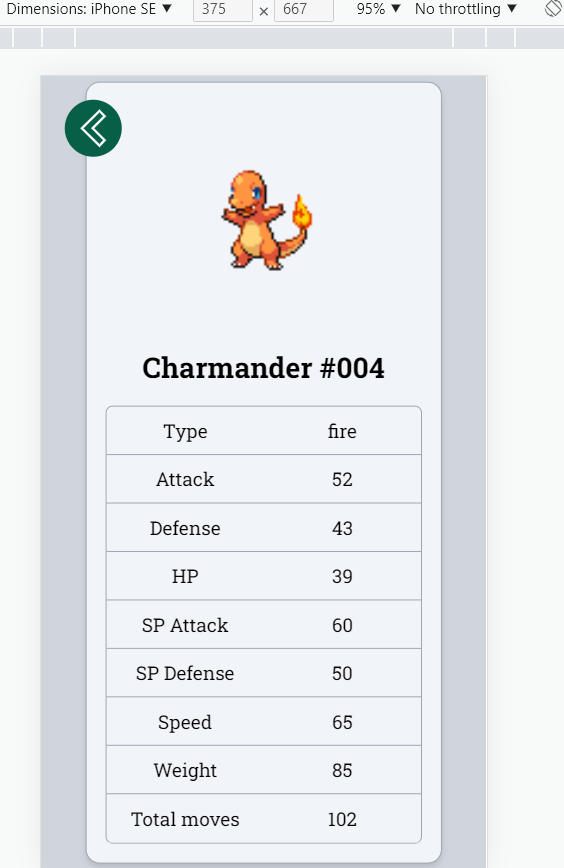 Dimensions: iPhone SE ▼ 375 × 667 95% ▼ No throttling ▼
Charmander #004
Type fire
Attack 52
Defense 43
HP 39
SP Attack 60
SP Defense 50
Speed 65
Weight 85
Total moves 102